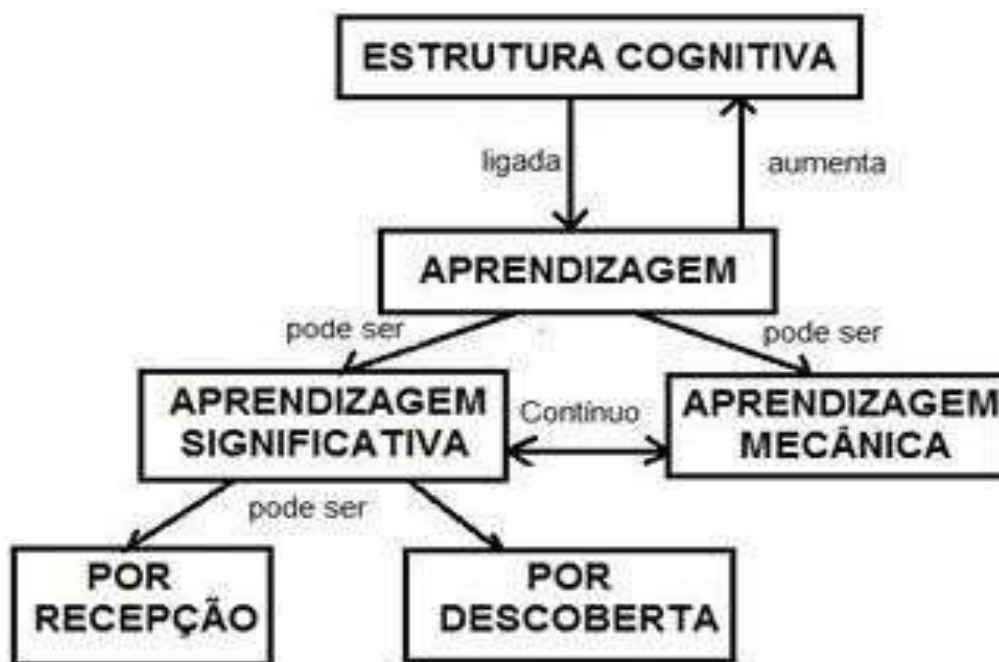 ESTRUTURA COGNITIVA
ligada
aumenta
APRENDIZAGEM
pode ser
pode ser
APRENDIZAGEM
SIGNIFICATIVA
Contínuo
APRENDIZAGEM
MECÂNICA
pode ser
POR
RECEPÇÃO
POR
DESCOBERTA